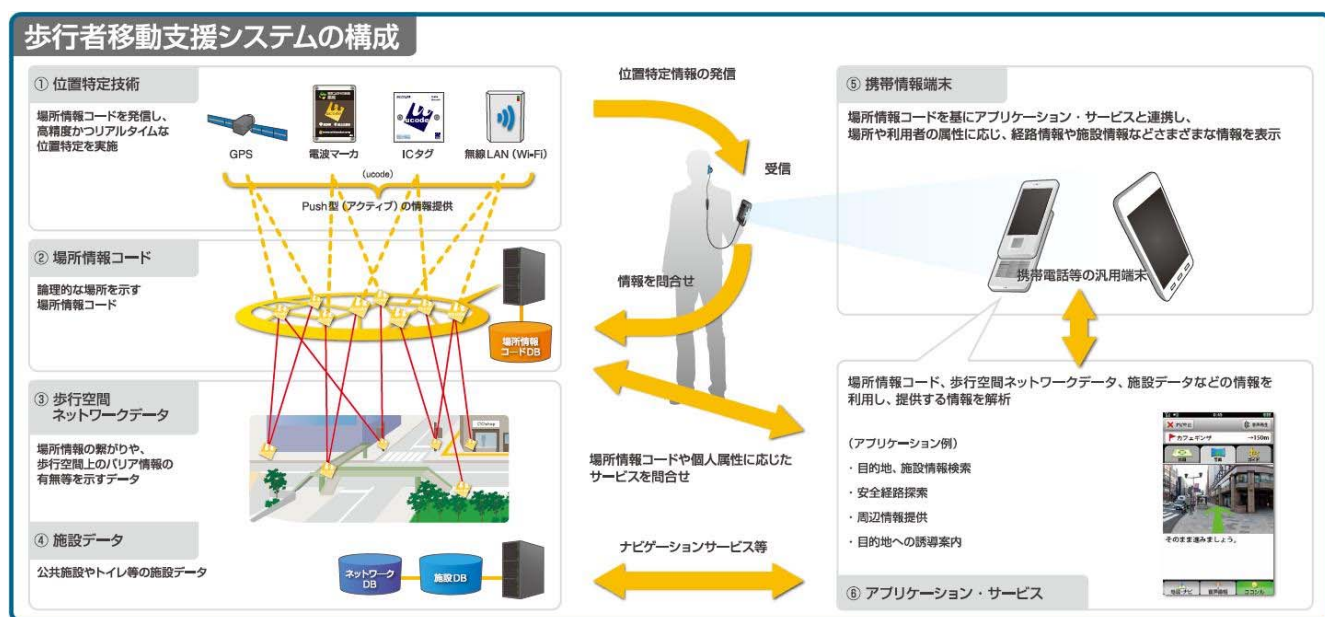 歩行者移動支援システムの構成
① 位置特定技術
場所情報コードを発信し、
高精度かつリアルタイムな
位置特定を実施
GPS
電波マーカ
ICタグ
無線LAN（Wi-Fi）
ucode
（ucode）
Push型（アクティブ）の情報提供
② 場所情報コード
論理的な場所を示す
場所情報コード
場所情報
コードDB
③ 歩行空間
ネットワークデータ
場所情報の繋がりや、
歩行空間上のバリア情報の
有無等を示すデータ
④ 施設データ
公共施設やトイレ等の施設データ
ネットワーク
DB
施設DB
位置特定情報の発信
受信
情報を問合せ
場所情報コードや個人属性に応じた
サービスを問合せ
ナビゲーションサービス等
⑤ 携帯情報端末
場所情報コードを基にアプリケーション・サービスと連携し、
場所や利用者の属性に応じ、経路情報や施設情報などさまざまな情報を表示
携帯電話等の汎用端末
場所情報コード、歩行空間ネットワークデータ、施設データなどの情報を
利用し、提供する情報を解析
（アプリケーション例）
・目的地、施設情報検索
・安全経路探索
・周辺情報提供
・目的地への誘導案内
カフェギンザ
→150m
そのまま進みましょう。
⑥ アプリケーション・サービス